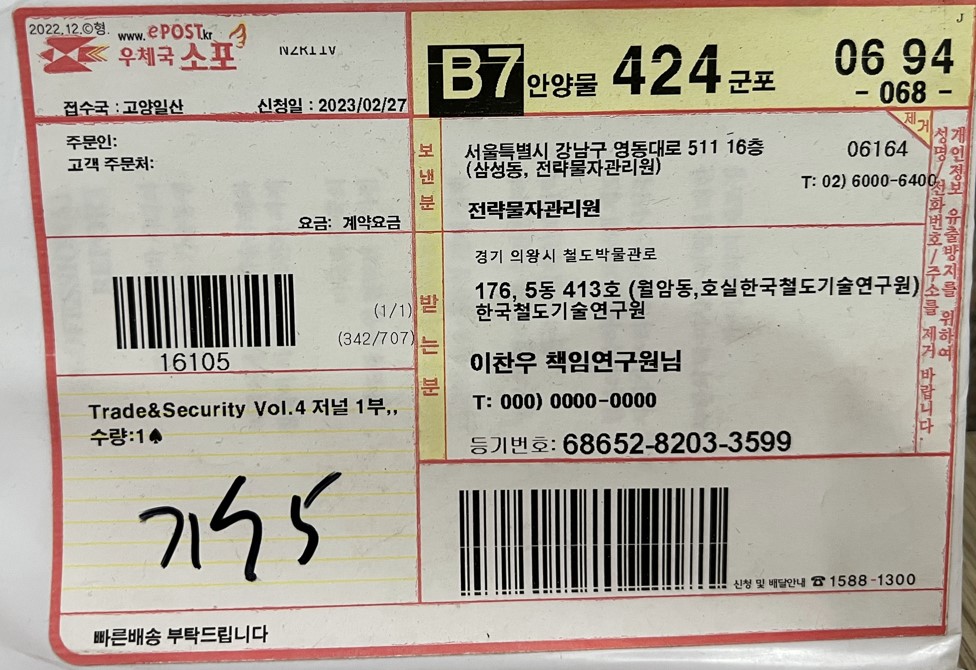 2022.12.©형.
www.ePOST.kr
우체국 소포
접수국 : 고양일산 신청일 : 2023/02/27
B7 안양물 424 군포
06 94
- 068 -
J
주문인:
고객 주문처:
요금: 계약요금
보낸분
서울특별시 강남구 영동대로 511 16층 06164
(삼성동, 전략물자관리원)
T: 02) 6000-6400
전략물자관리원
제거
개인정보 유출방지를 위하여
성명/전화번호/주소를 제거 바랍니다.
16105
(1/1)
(342/707)
받는분
경기 의왕시 철도박물관로
176, 5동 413호 (월암동,호실한국철도기술연구원)
한국철도기술연구원
이찬우 책임연구원님
T: 000) 0000-0000
등기번호: 68652-8203-3599
Trade&Security Vol.4 저널 1부,,
수량:1♠
신청 및 배달안내 ☎ 1588-1300
빠른배송 부탁드립니다